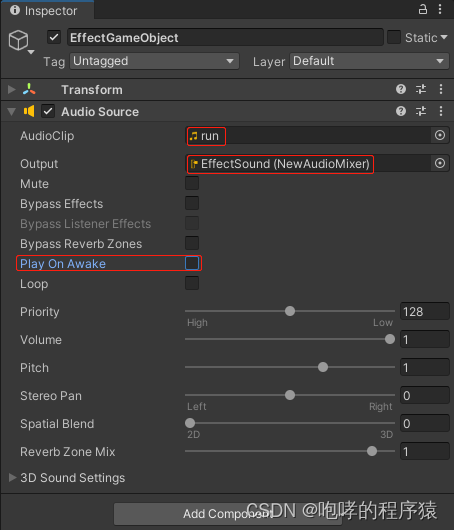 Inspector
EffectGameObject Static
Tag Untagged Layer Default
Transform
Audio Source
AudioClip run
Output EffectSound (NewAudioMixer)
Mute
Bypass Effects
Bypass Listener Effects
Bypass Reverb Zones
Play On Awake
Loop
Priority 128
High Low
Volume 1
Pitch 1
Stereo Pan 0
Left Right
Spatial Blend 0
2D 3D
Reverb Zone Mix 1
3D Sound Settings
Add Component
CSDN @咆哮的程序猿